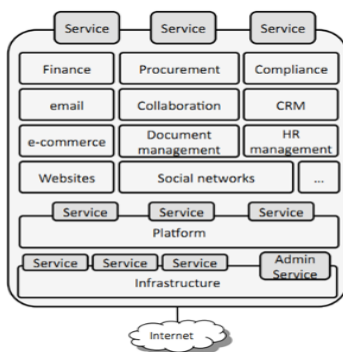 Service Service Service
Finance Procurement Compliance
email Collaboration CRM
e-commerce Document management HR management
Websites Social networks ...
Service Service Service
Platform
Service Service Service Admin Service
Infrastructure
Internet